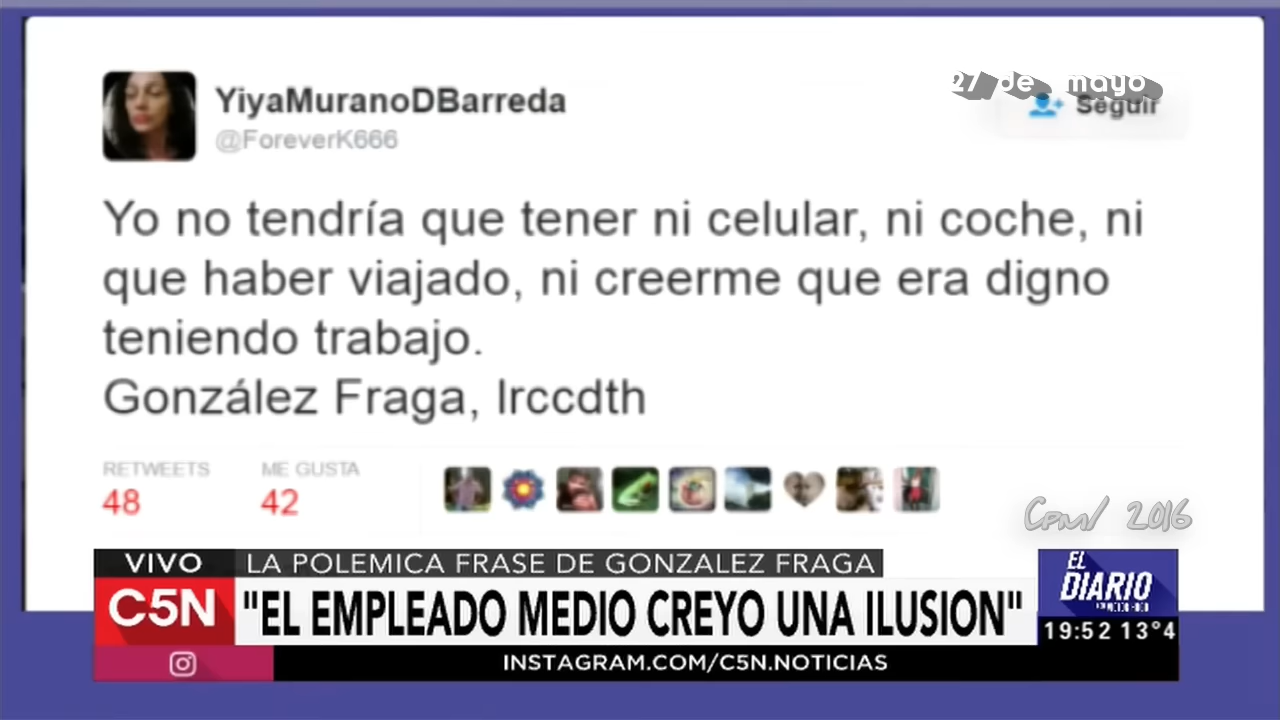 27 de mayo
YiyaMuranoDBarreda
@ForeverK666
Seguir
Yo no tendría que tener ni celular, ni coche, ni
que haber viajado, ni creerme que era digno
teniendo trabajo.
González Fraga, lrccdth
RETWEETS
ME GUSTA
48
42
2016
VIVO
LA POLEMICA FRASE DE GONZALEZ FRAGA
C5N
"EL EMPLEADO MEDIO CREYO UNA ILUSION"
EL
DIARIO
19:52 13°4
INSTAGRAM.COM/C5N.NOTICIAS